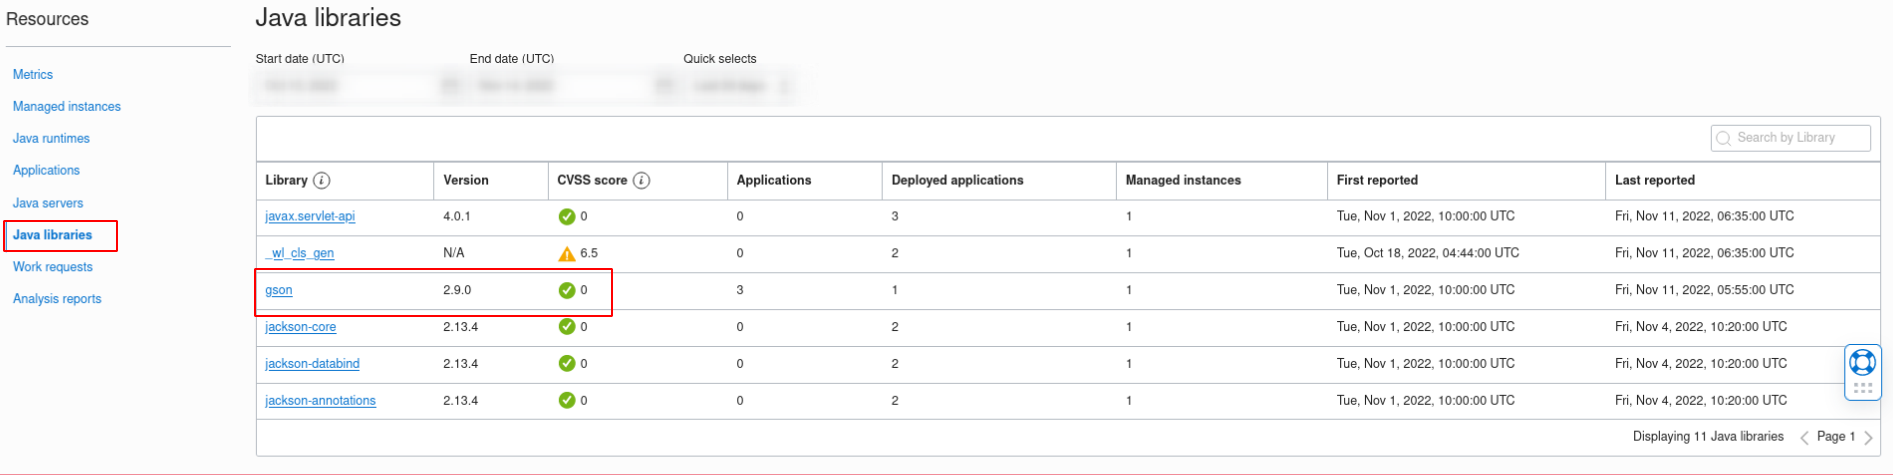 Resources
Metrics
Managed instances
Java runtimes
Applications
Java servers
Java libraries
Work requests
Analysis reports
Java libraries
Start date (UTC) End date (UTC) Quick selects
Search by Library
Library Version CVSS score Applications Deployed applications Managed instances First reported Last reported
javax.servlet-api 4.0.1 0 0 3 1 Tue, Nov 1, 2022, 10:00:00 UTC Fri, Nov 11, 2022, 06:35:00 UTC
_wl_cls_gen N/A 6.5 0 2 1 Tue, Oct 18, 2022, 04:44:00 UTC Fri, Nov 11, 2022, 06:35:00 UTC
gson 2.9.0 0 3 1 1 Tue, Nov 1, 2022, 10:00:00 UTC Fri, Nov 11, 2022, 05:55:00 UTC
jackson-core 2.13.4 0 0 2 1 Tue, Nov 1, 2022, 10:00:00 UTC Fri, Nov 4, 2022, 10:20:00 UTC
jackson-databind 2.13.4 0 0 2 1 Tue, Nov 1, 2022, 10:00:00 UTC Fri, Nov 4, 2022, 10:20:00 UTC
jackson-annotations 2.13.4 0 0 2 1 Tue, Nov 1, 2022, 10:00:00 UTC Fri, Nov 4, 2022, 10:20:00 UTC
Displaying 11 Java libraries Page 1